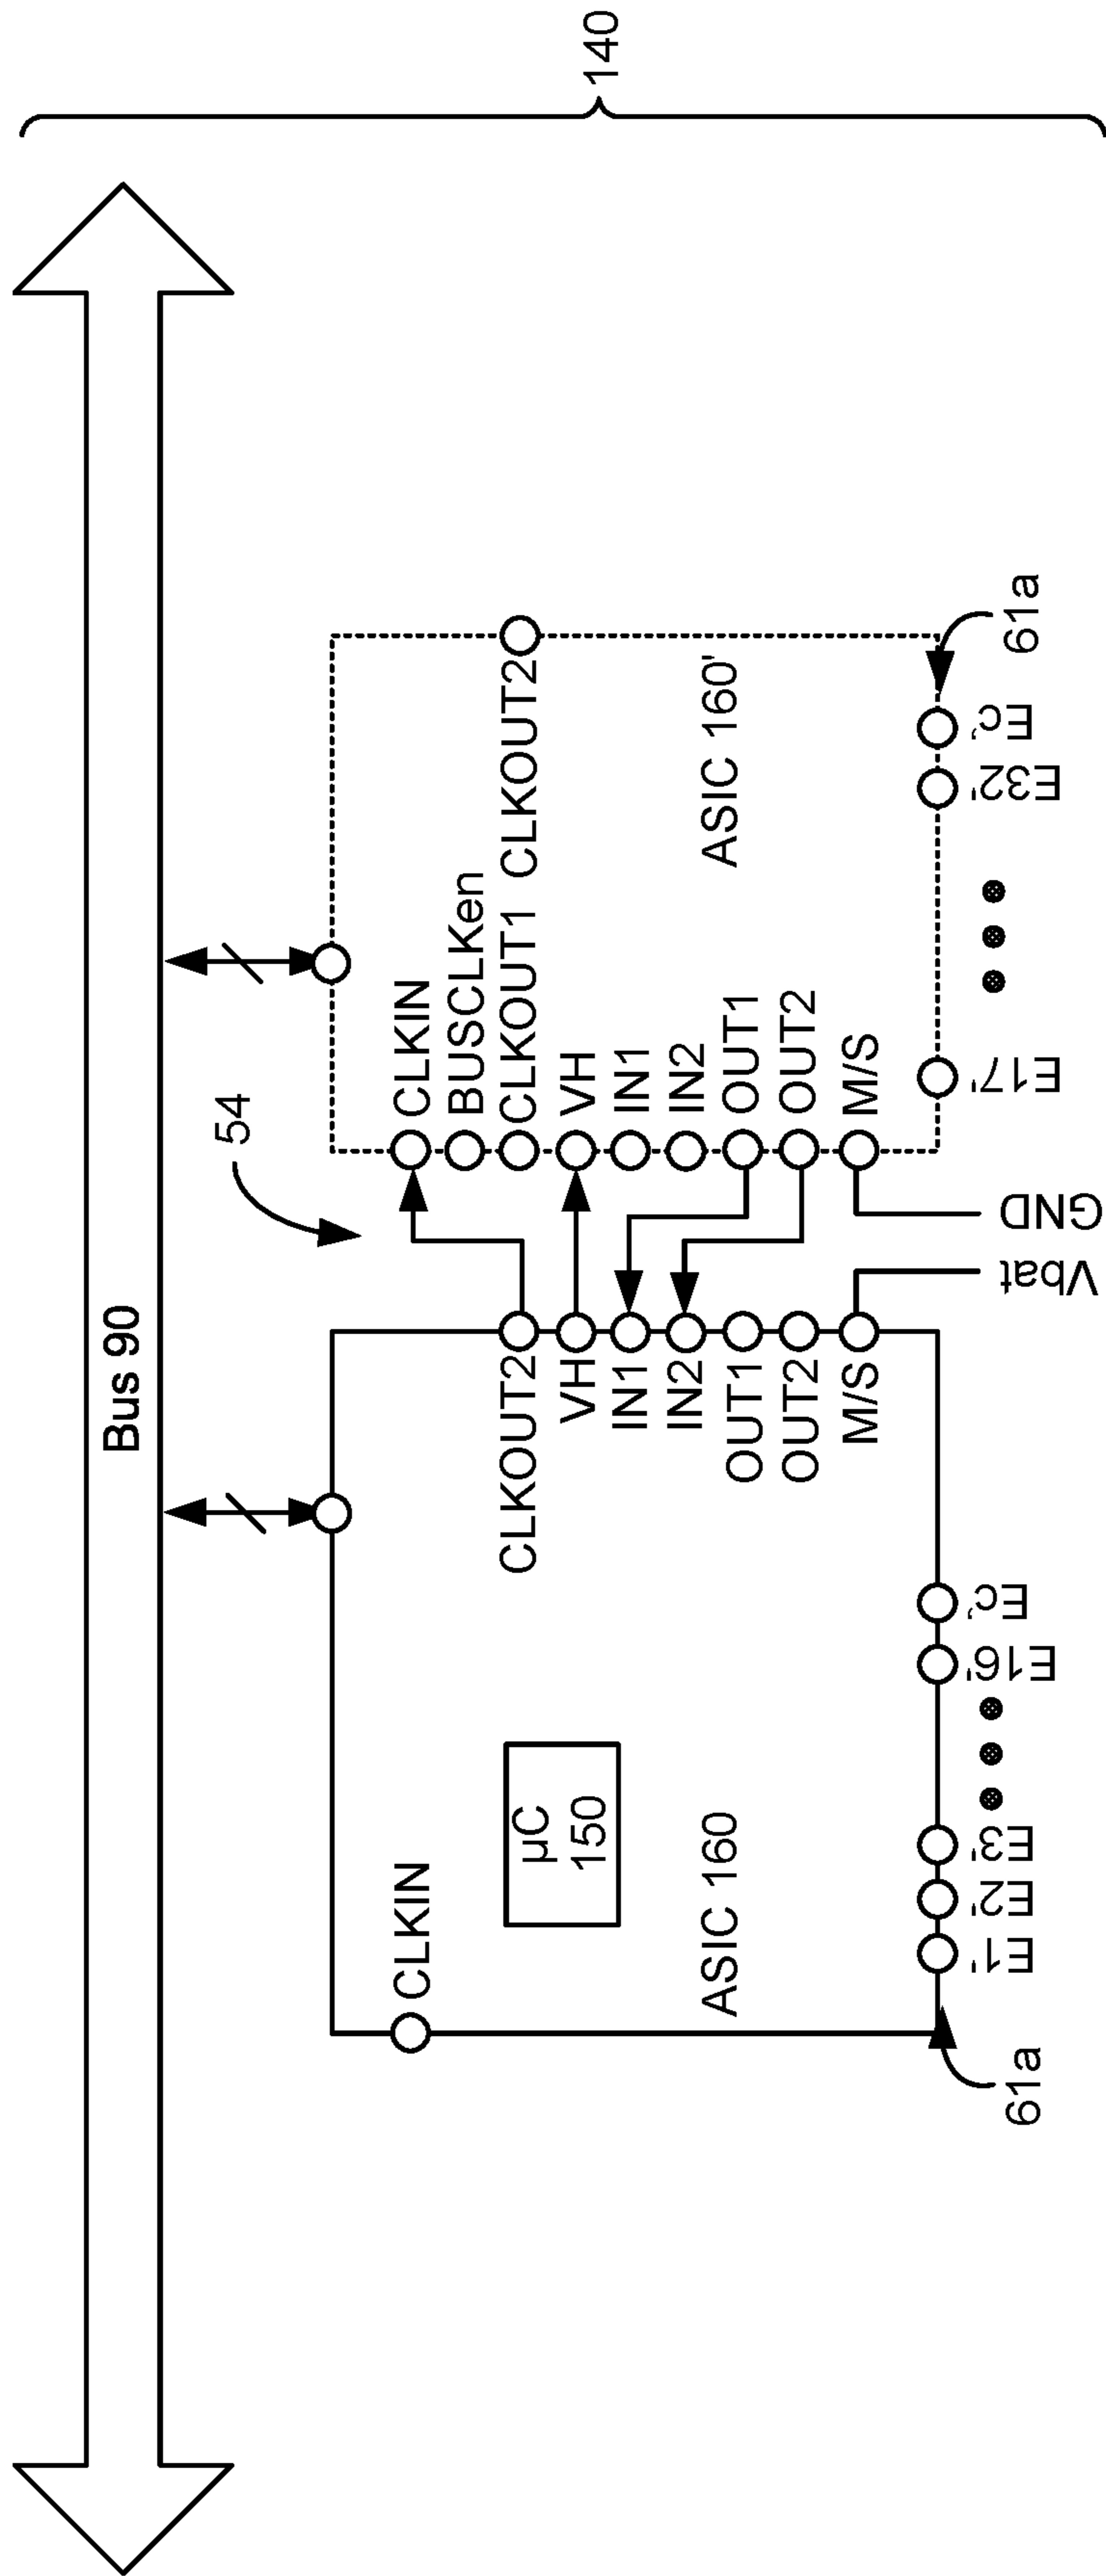 Bus 90
54
140
CLKIN
µC
150
ASIC 160
CLKOUT2
VH
IN1
IN2
OUT1
OUT2
M/S
Vbat
GND
CLKIN
BUSCLKen
CLKOUT1 CLKOUT2
VH
IN1
IN2
OUT1
OUT2
M/S
ASIC 160'
61a
E1'
E2'
E3'
E16'
Ec'
E17'
E32'
Ec'
61a